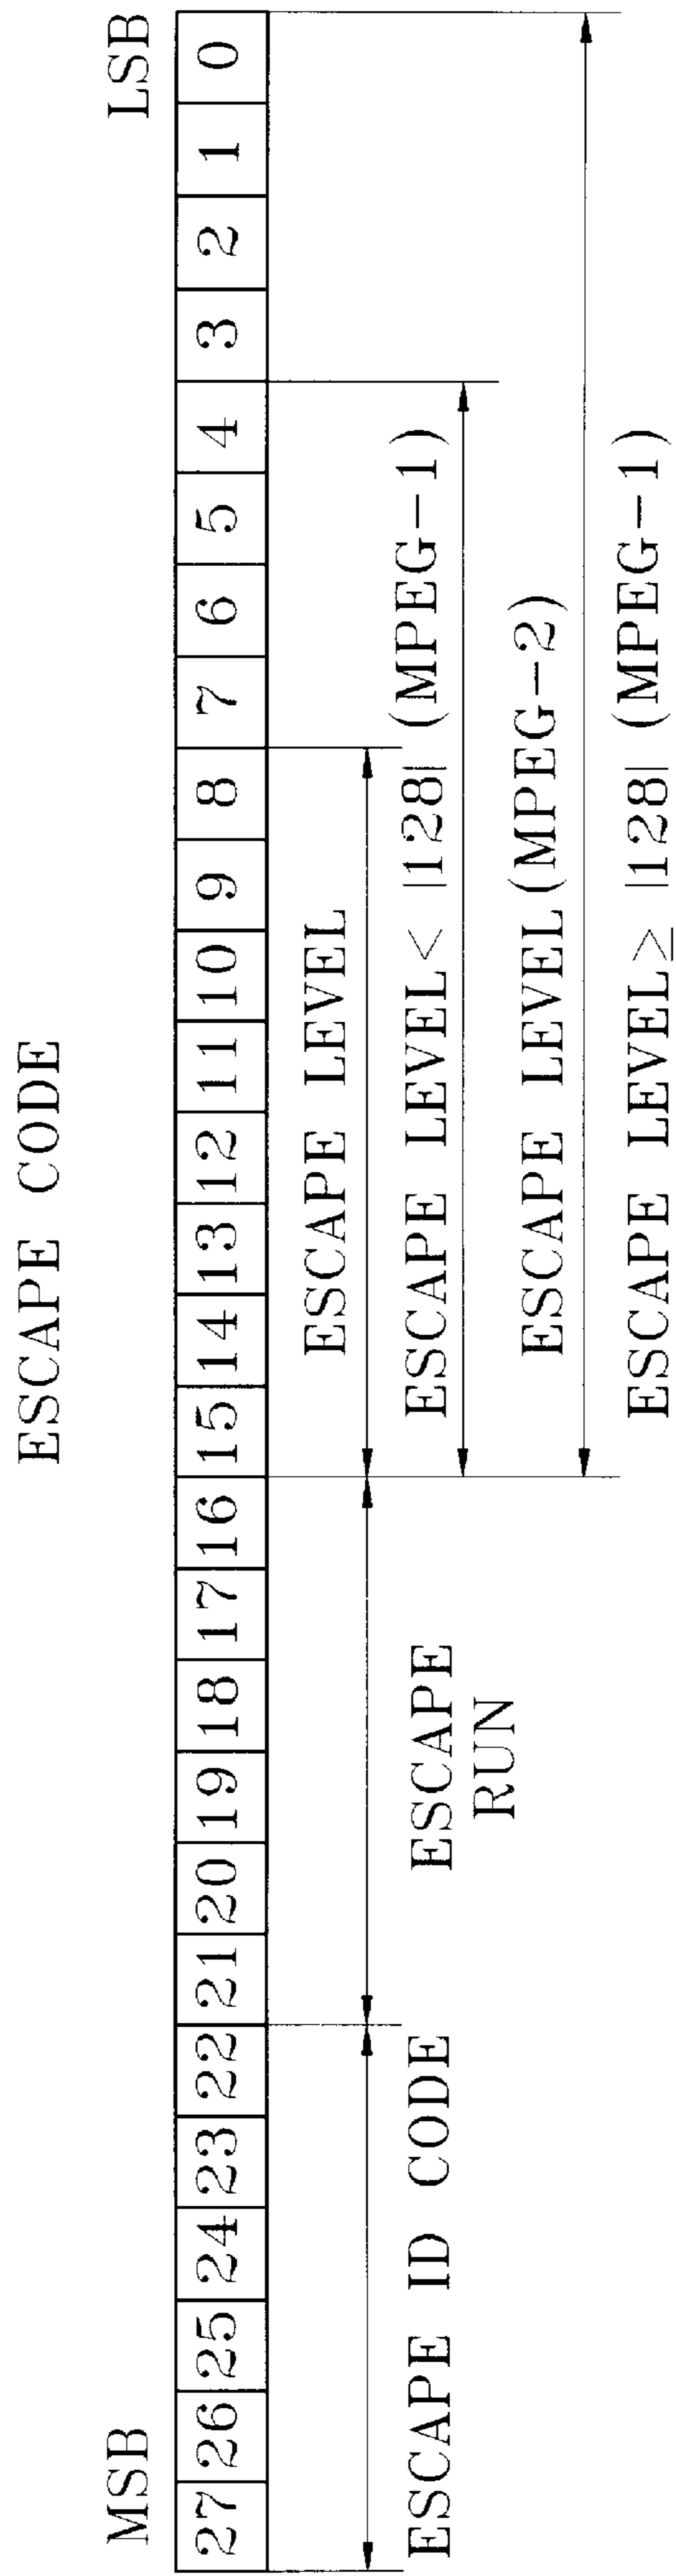 ESCAPE CODE
MSB LSB
27 26 25 24 23 22 21 20 19 18 17 16 15 14 13 12 11 10 9 8 7 6 5 4 3 2 1 0
ESCAPE LEVEL
ESCAPE ID CODE
ESCAPE
RUN
ESCAPE LEVEL< |128| (MPEG-1)
ESCAPE LEVEL(MPEG-2)
ESCAPE LEVEL≥ |128| (MPEG-1)